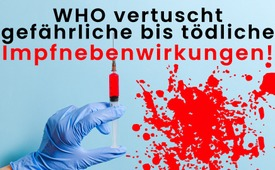 WHO vertuscht
gefährliche bis tödliche
Impfnebenwirkungen!